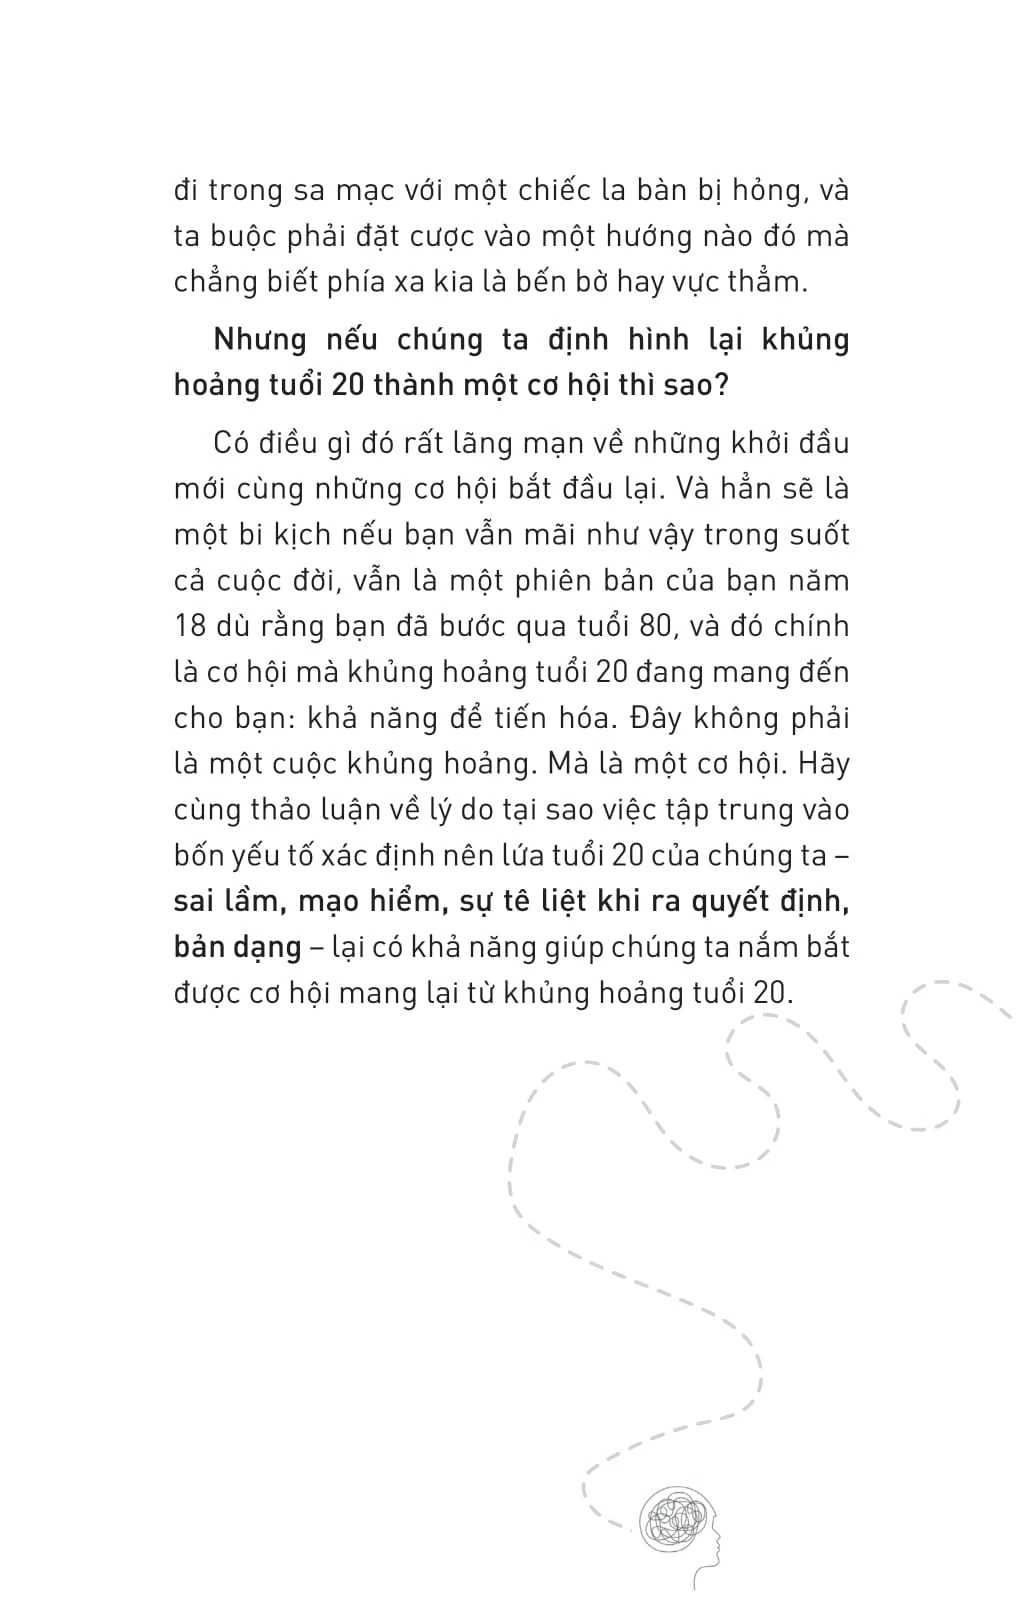 đi trong sa mạc với một chiếc la bàn bị hỏng, và
ta buộc phải đặt cược vào một hướng nào đó mà
chẳng biết phía xa kia là bến bờ hay vực thẳm.
Nhưng nếu chúng ta định hình lại khủng
hoảng tuổi 20 thành một cơ hội thì sao?
Có điều gì đó rất lãng mạn về những khởi đầu
mới cùng những cơ hội bắt đầu lại. Và hẳn sẽ là
một bi kịch nếu bạn vẫn mãi như vậy trong suốt
cả cuộc đời, vẫn là một phiên bản của bạn năm
18 dù rằng bạn đã bước qua tuổi 80, và đó chính
là cơ hội mà khủng hoảng tuổi 20 đang mang đến
cho bạn: khả năng để tiến hóa. Đây không phải
là một cuộc khủng hoảng. Mà là một cơ hội. Hãy
cùng thảo luận về lý do tại sao việc tập trung vào
bốn yếu tố xác định nên lứa tuổi 20 của chúng ta –
sai lầm, mạo hiểm, sự tê liệt khi ra quyết định,
bản dạng – lại có khả năng giúp chúng ta nắm bắt
được cơ hội mang lại từ khủng hoảng tuổi 20.